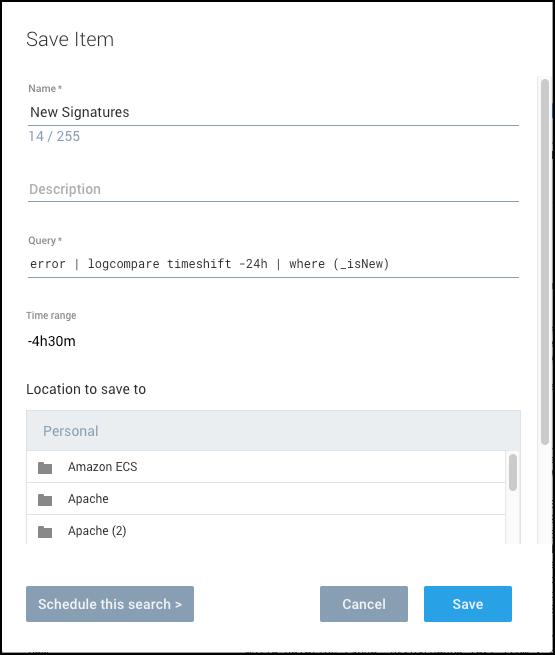 Save Item
Name *
New Signatures
14 / 255
Description
Query *
error | logcompare timeshift -24h | where (_isNew)
Time range
-4h30m
Location to save to
Personal
Amazon ECS
Apache
Apache (2)
Schedule this search > Cancel Save